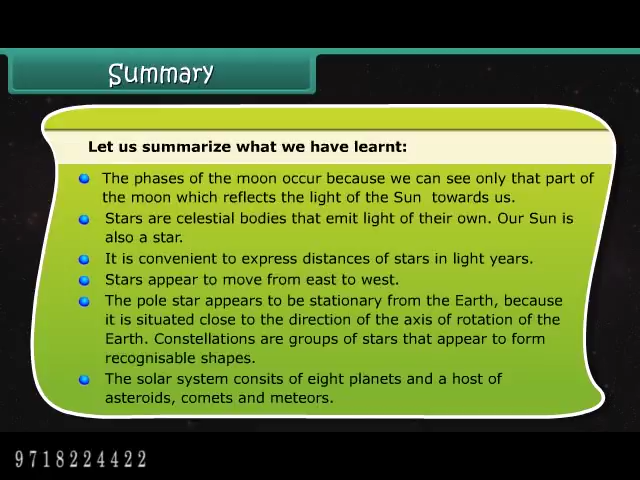 Summary
Let us summarize what we have learnt:
The phases of the moon occur because we can see only that part of
the moon which reflects the light of the Sun towards us.
Stars are celestial bodies that emit light of their own. Our Sun is
also a star.
It is convenient to express distances of stars in light years.
Stars appear to move from east to west.
The pole star appears to be stationary from the Earth, because
it is situated close to the direction of the axis of rotation of the
Earth. Constellations are groups of stars that appear to form
recognisable shapes.
The solar system consits of eight planets and a host of
asteroids, comets and meteors.
9718224422